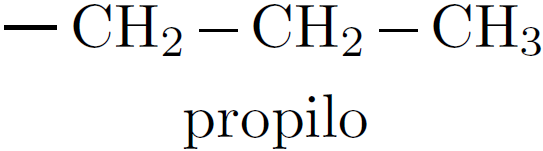 — CH₂ — CH₂ — CH₃
propilo